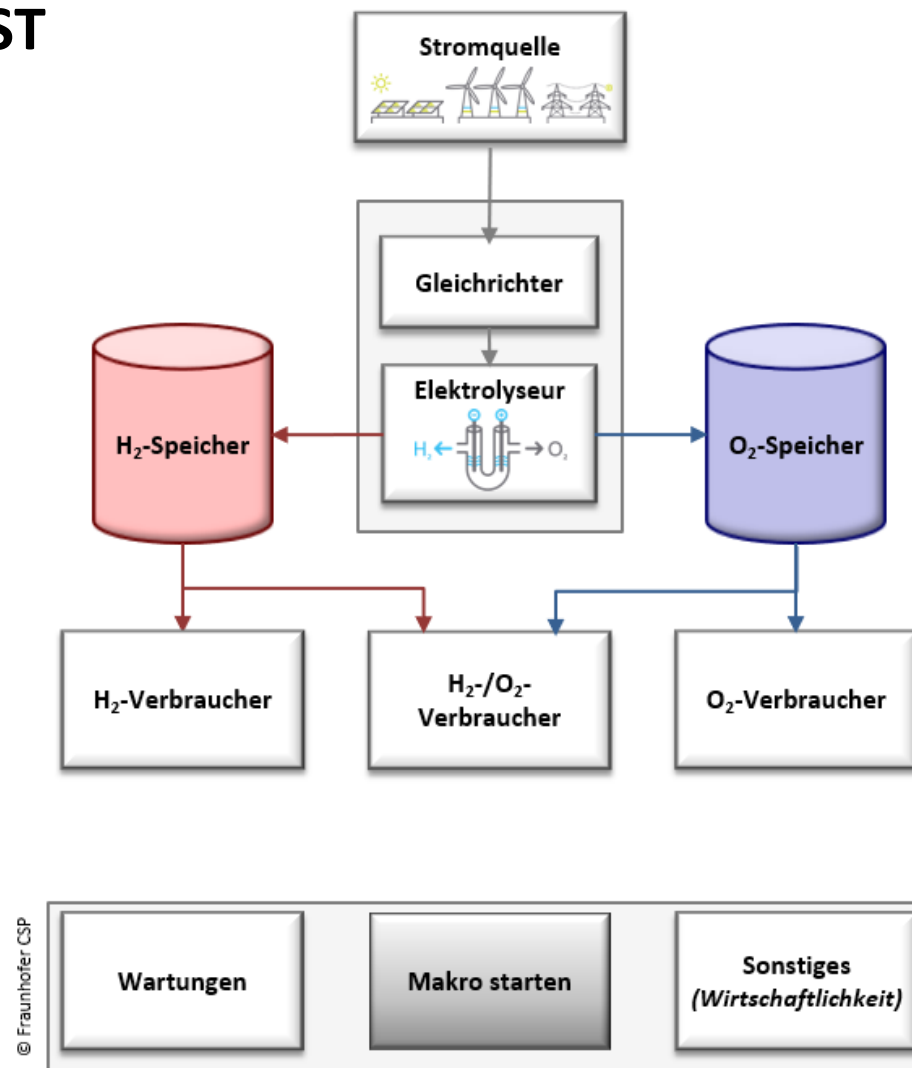 ST
Stromquelle
Gleichrichter
Elektrolyseur
H₂ O₂
H₂-Speicher
O₂-Speicher
H₂-Verbraucher
H₂-/O₂-
Verbraucher
O₂-Verbraucher
© Fraunhofer CSP
Wartungen
Makro starten
Sonstiges
(Wirtschaftlichkeit)